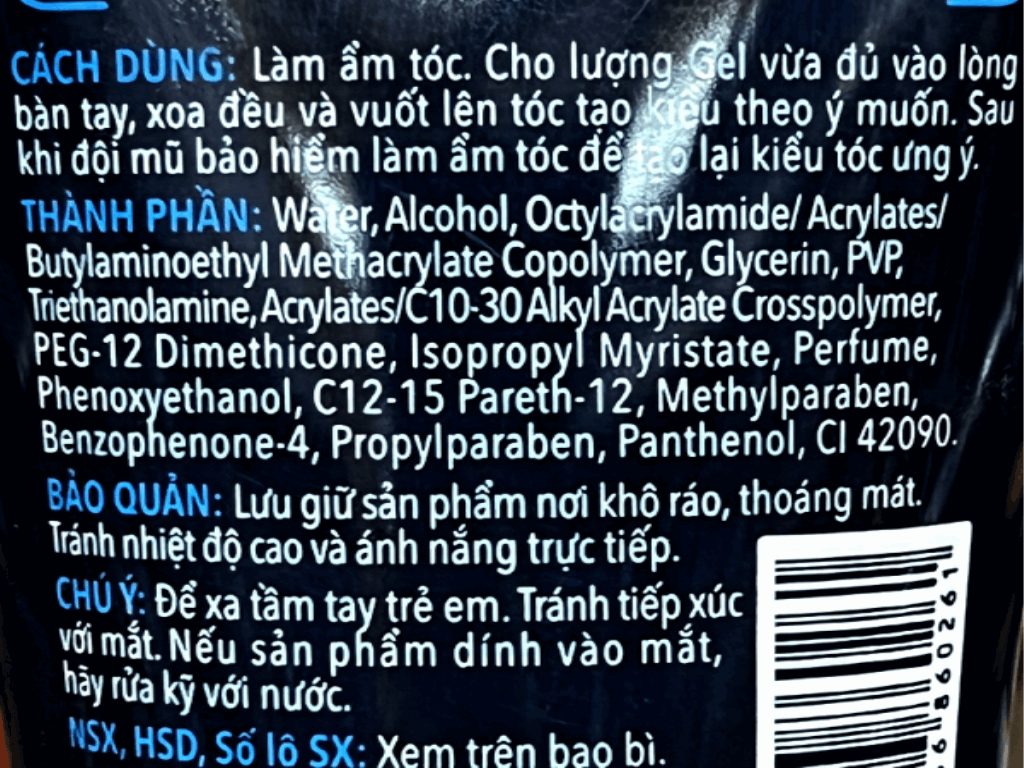 CÁCH DÙNG: Làm ẩm tóc. Cho lượng Gel vừa đủ vào lòng
bàn tay, xoa đều và vuốt lên tóc tạo kiểu theo ý muốn. Sau
khi đội mũ bảo hiểm làm ẩm tóc để tạo lại kiểu tóc ưng ý.
THÀNH PHẦN: Water, Alcohol, Octylacrylamide/ Acrylates/
Butylaminoethyl Methacrylate Copolymer, Glycerin, PVP,
Triethanolamine, Acrylates/C10-30 Alkyl Acrylate Crosspolymer,
PEG-12 Dimethicone, Isopropyl Myristate, Perfume,
Phenoxyethanol, C12-15 Pareth-12, Methylparaben,
Benzophenone-4, Propylparaben, Panthenol, CI 42090.
BẢO QUẢN: Lưu giữ sản phẩm nơi khô ráo, thoáng mát.
Tránh nhiệt độ cao và ánh nắng trực tiếp.
CHÚ Ý: Để xa tầm tay trẻ em. Tránh tiếp xúc
với mắt. Nếu sản phẩm dính vào mắt,
hãy rửa kỹ với nước.
NSX, HSD, Số lô SX: Xem trên bao bì.